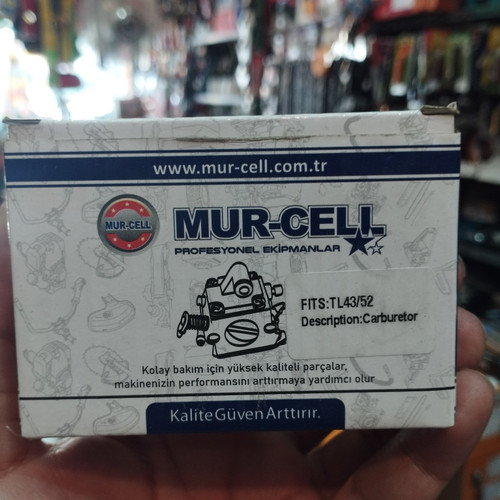 www.mur-cell.com.tr
MUR-CELL
MUR-CELL
PROFESYONEL EKİPMANLAR
FITS:TL43/52
Description:Carburetor
Kolay bakım için yüksek kaliteli parçalar,
makinenizin performansını arttırmaya yardımcı olur
Kalite Güven Arttırır.